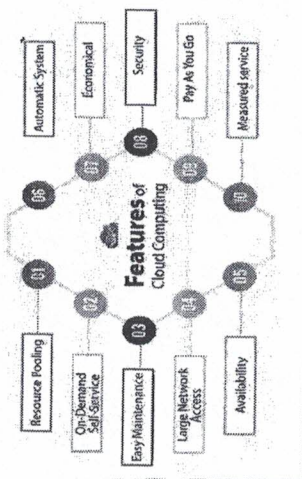 Features of
Cloud Computing
01
Resource Pooling
02
On-Demand
Self-Service
03
Easy Maintenance
04
Large Network
Access
05
Availability
06
Automatic System
07
Economical
08
Security
09
Pay As You Go
10
Measured service